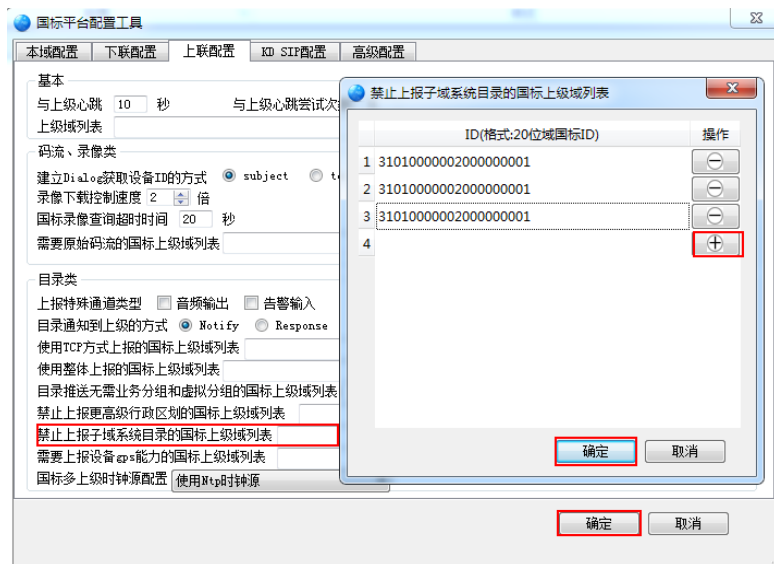 国标平台配置工具
本域配置 下联配置 上联配置 KD SIP配置 高级配置
基本
与上级心跳 10 秒 与上级心跳尝试次
上级域列表
码流、录像类
建立Dialog获取设备ID的方式 subject
录像下载控制速度 2 倍
国标录像查询超时时间 20 秒
需要原始码流的国标上级域列表
目录类
上报特殊通道类型 音频输出 告警输入
目录通知到上级的方式 Notify Response
使用TCP方式上报的国标上级域列表
使用整体上报的国标上级域列表
目录推送无需业务分组和虚拟分组的国标上级域列表
禁止上报更高级行政区划的国标上级域列表
禁止上报子域系统目录的国标上级域列表
需要上报设备gps能力的国标上级域列表
国标多上级时钟源配置 使用Ntp时钟源
确定 取消
禁止上报子域系统目录的国标上级域列表
ID(格式:20位域国标ID) 操作
1 31010000002000000001
2 31010000002000000001
3 31010000002000000001
4
确定 取消